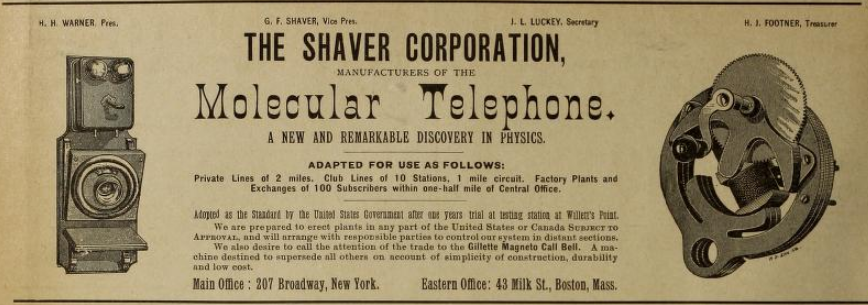 H. H. WARNER. Pres. G. F. SHAVER, Vice Pres. J. L. LUCKEY, Secretary H. J. FOOTNER, Treasurer
THE SHAVER CORPORATION,
MANUFACTURERS OF THE
Molecular Telephone.
A NEW AND REMARKABLE DISCOVERY IN PHYSICS.
ADAPTED FOR USE AS FOLLOWS:
Private Lines of 2 miles. Club Lines of 10 Stations, 1 mile circuit. Factory Plants and
Exchanges of 100 Subscribers within one-half mile of Central Office.
Adopted as the Standard by the United States Government after one years trial at testing station at Willett's Point.
We are prepared to erect plants in any part of the United States or Canada SUBJECT TO
APPROVAL, and will arrange with responsible parties to control our system in distant sections.
We also desire to call the attention of the trade to the Gillette Magneto Call Bell. A ma-
chine destined to supersede all others on account of simplicity of construction, durability
and low cost.
Main Office : 207 Broadway, New York. Eastern Office: 43 Milk St., Boston, Mass.